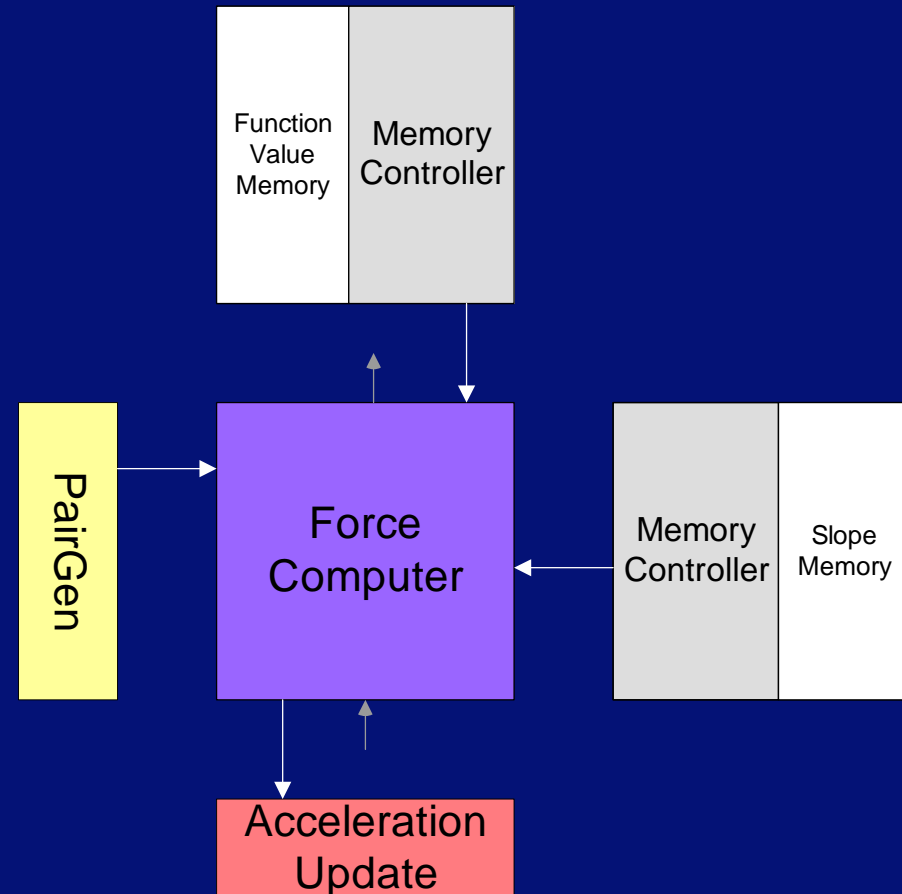 Function
Value
Memory
Memory
Controller
PairGen
Force
Computer
Memory
Controller
Slope
Memory
Acceleration
Update